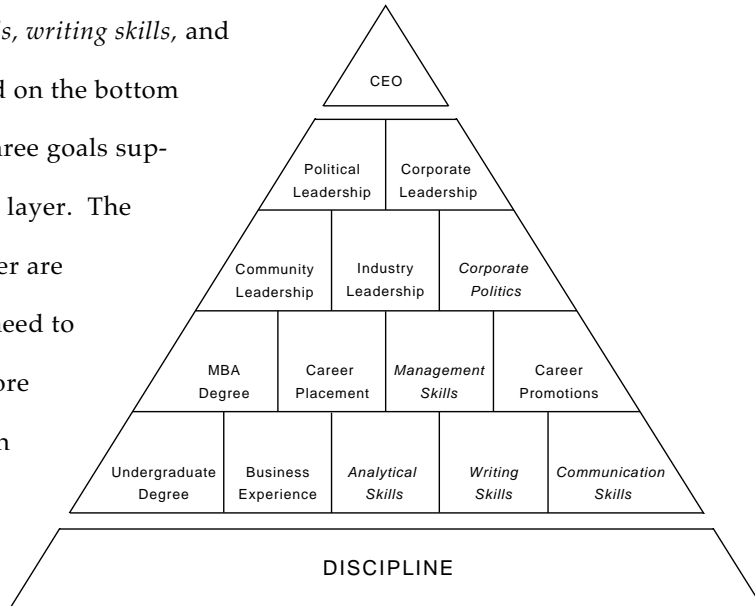 s, writing skills, and
d on the bottom
hree goals sup-
layer. The
er are
need to
ore
n
CEO
Political
Leadership
Corporate
Leadership
Community
Leadership
Industry
Leadership
Corporate
Politics
MBA
Degree
Career
Placement
Management
Skills
Career
Promotions
Undergraduate
Degree
Business
Experience
Analytical
Skills
Writing
Skills
Communication
Skills
DISCIPLINE